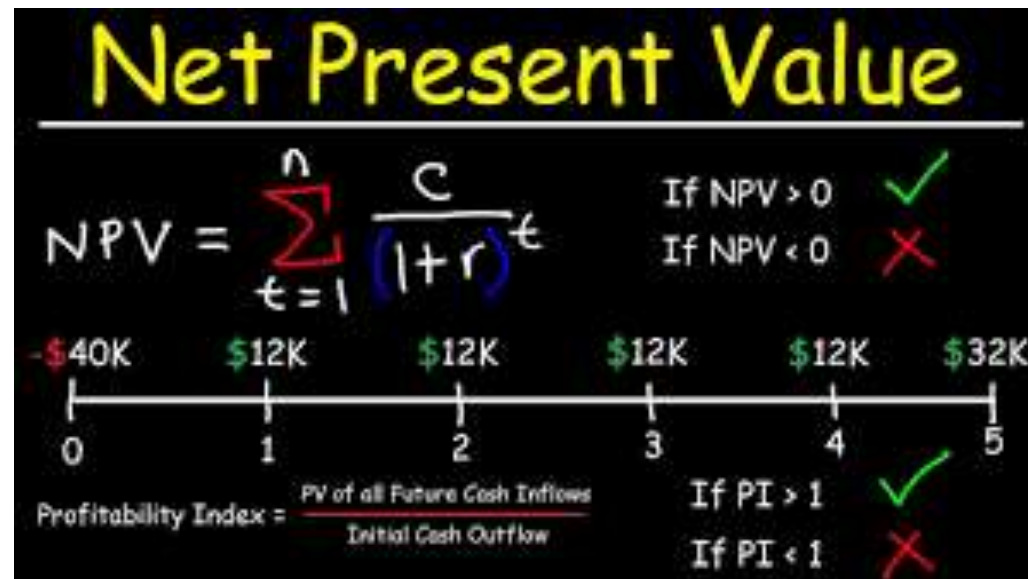 Net Present Value
NPV = n Σ t=1 C / (1+r)^t
If NPV > 0 ✓
If NPV < 0 ✗
-$40K $12K $12K $12K $12K $32K
0 1 2 3 4 5
Profitability Index = PV of all Future Cash Inflows / Initial Cash Outflow
If PI > 1 ✓
If PI < 1 ✗